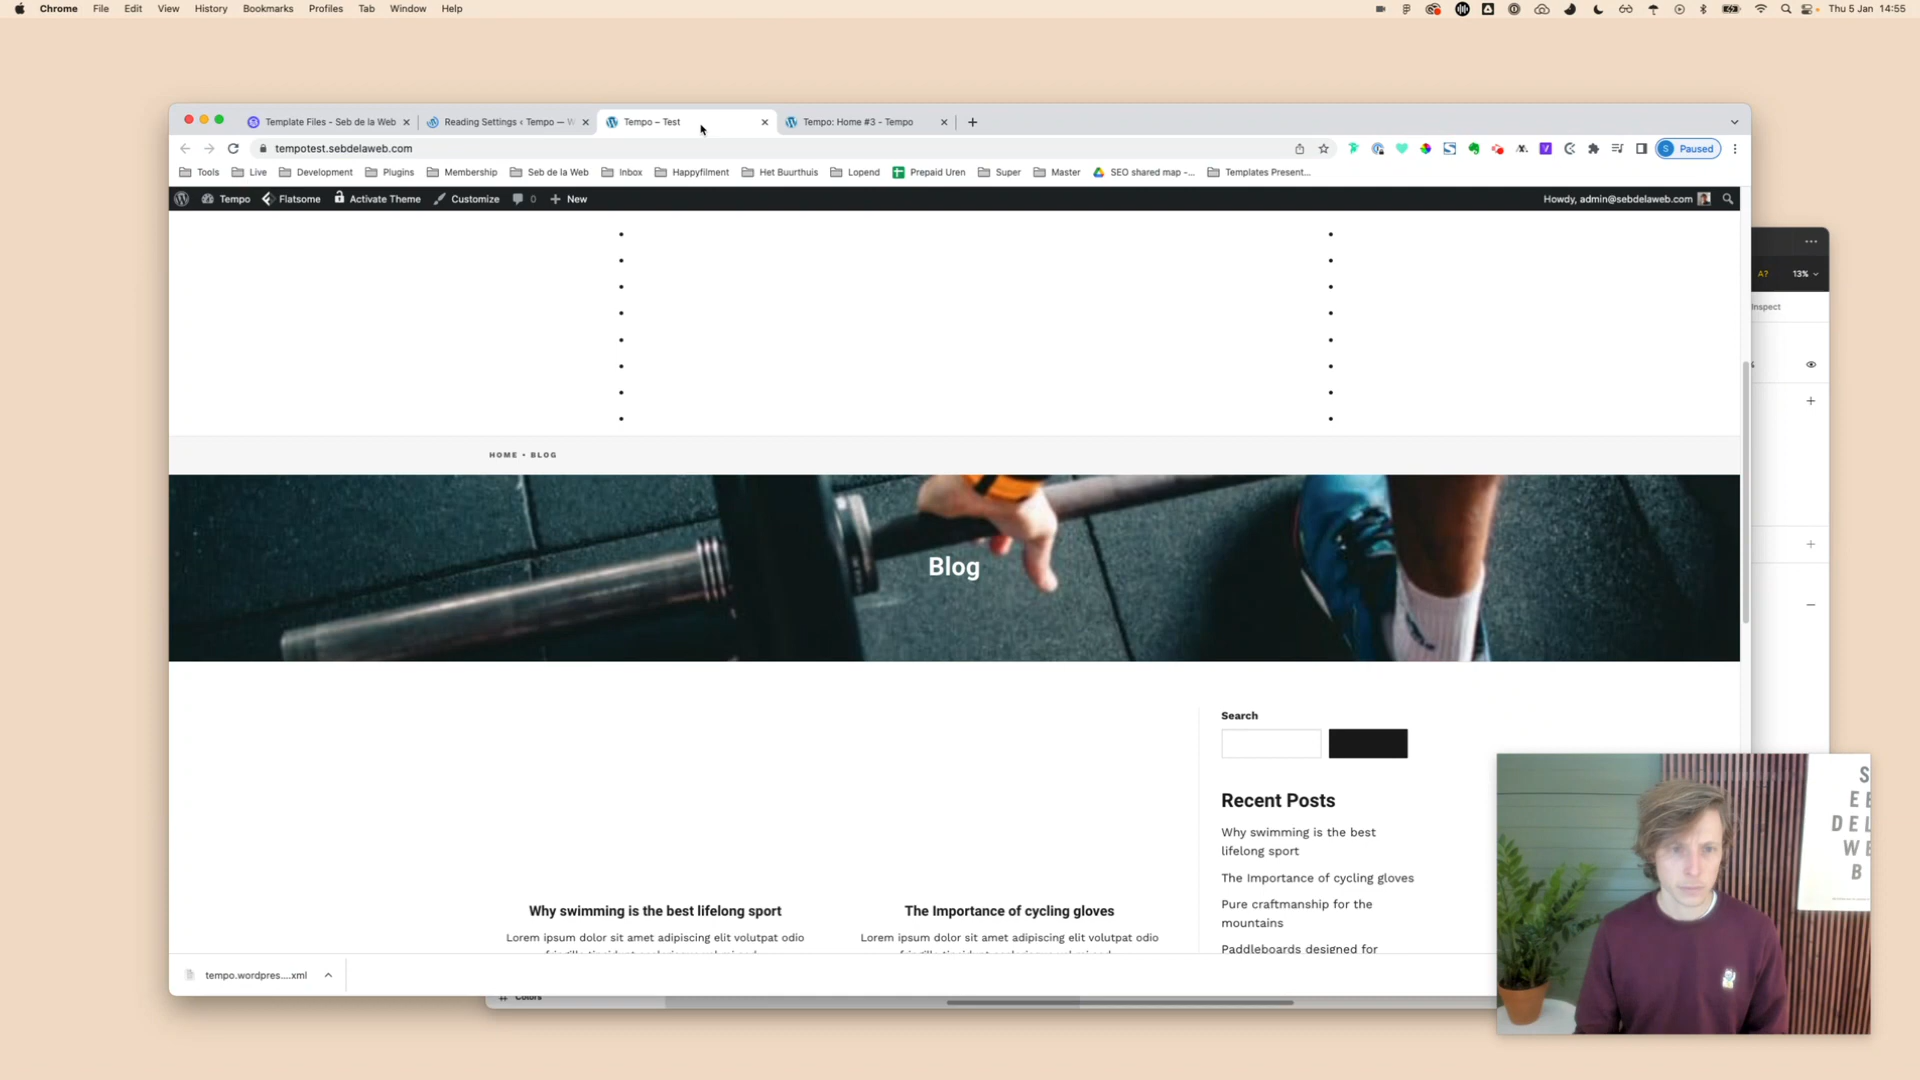 Chrome File Edit View History Bookmarks Profiles Tab Window Help
Thu 5 Jan 14:55
Template Files - Seb de la Web
Reading Settings ‹ Tempo — W
Tempo – Test
Tempo: Home #3 - Tempo
tempotest.sebdelaweb.com
S Paused
Tools Live Development Plugins Membership Seb de la Web Inbox Happyfilment Het Buurthuis Lopend Prepaid Uren Super Master SEO shared map -... Templates Present...
Tempo Flatsome Activate Theme Customize 0 New
Howdy, admin@sebdelaweb.com
A? 13%
Inspect
HOME • BLOG
Blog
Search
Recent Posts
Why swimming is the best
lifelong sport
The Importance of cycling gloves
Pure craftmanship for the
mountains
Paddleboards designed for
Why swimming is the best lifelong sport
Lorem ipsum dolor sit amet adipiscing elit volutpat odio
The Importance of cycling gloves
Lorem ipsum dolor sit amet adipiscing elit volutpat odio
tempo.wordpres....xml
Colors
S
E E
D E L
W E
B